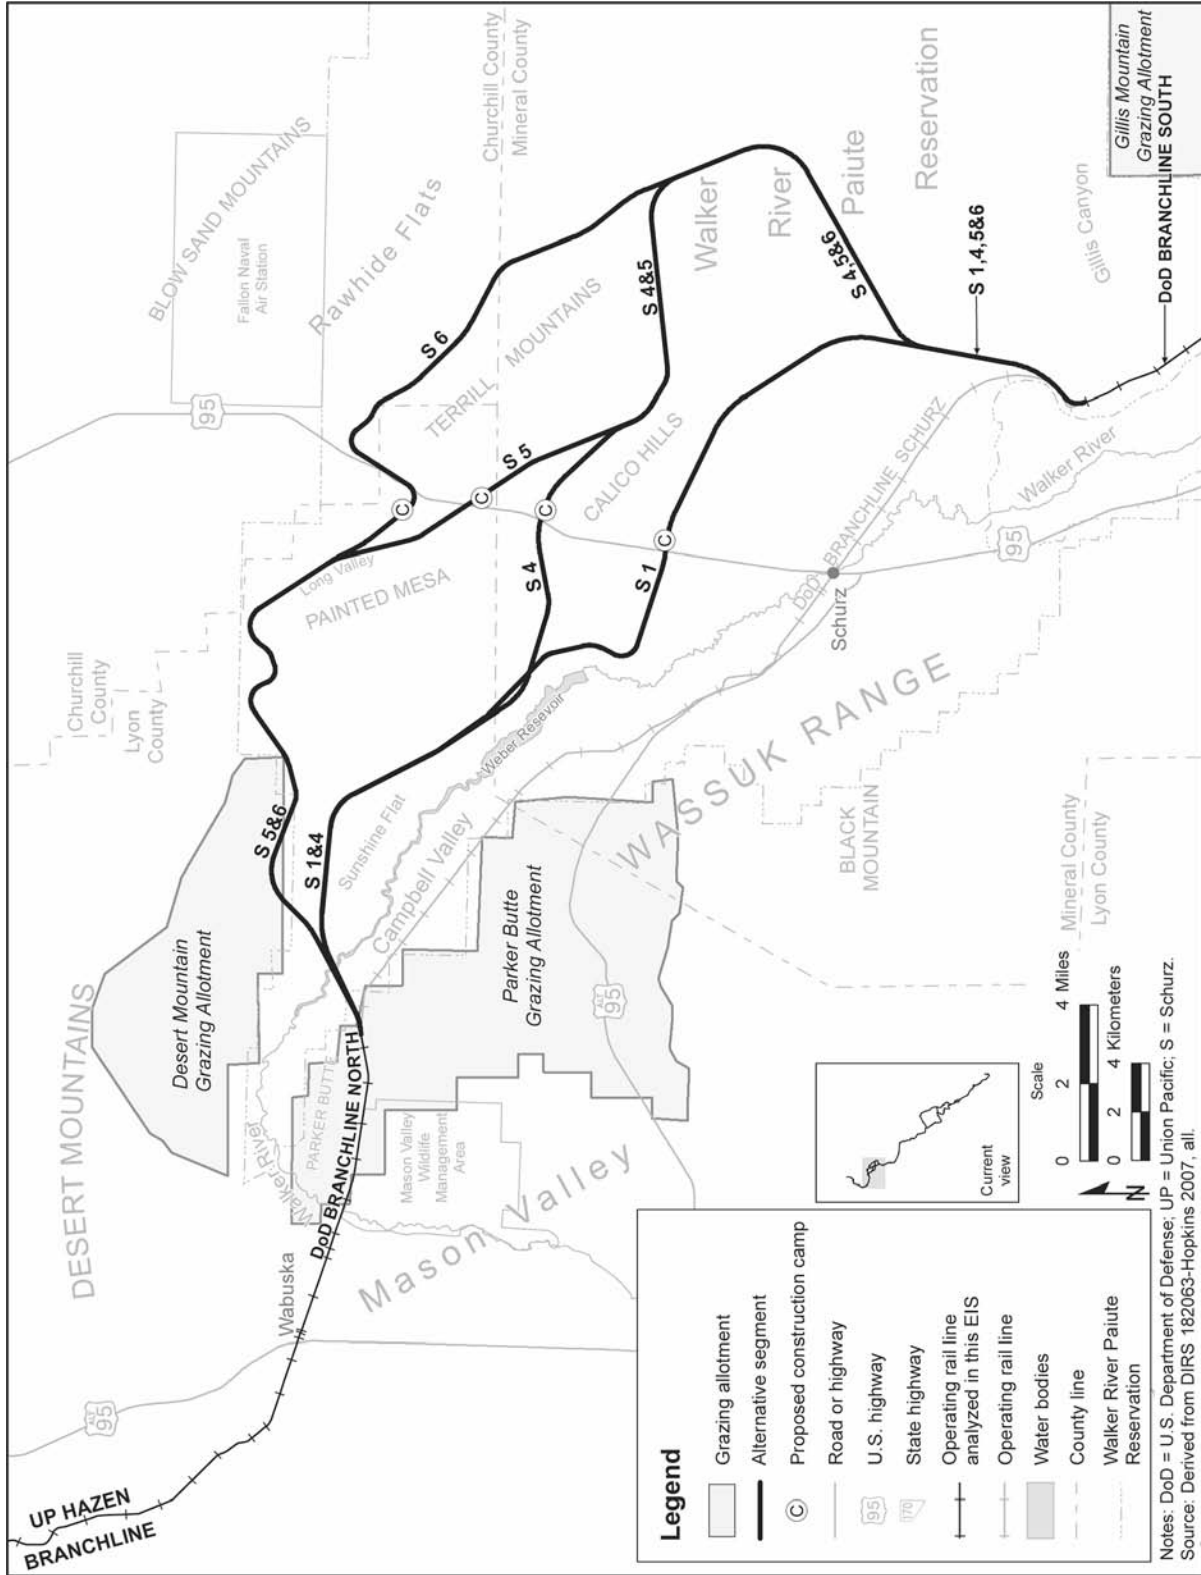 UP HAZEN
BRANCHLINE
ALT
95
DESERT MOUNTAINS
Wabuska
Walker River
PARKER BUTTE
DoD BRANCHLINE NORTH
Mason Valley
Wildlife
Management
Area
Mason Valley
Desert Mountain
Grazing Allotment
Parker Butte
Grazing Allotment
ALT
95
Churchill
County
Lyon
County
S 5&6
S 1&4
Sunshine Flat
Campbell Valley
Weber Resevoir
WASSUK RANGE
BLACK
MOUNTAIN
Mineral County
Lyon County
Long Valley
PAINTED MESA
S 4
S 1
C
C
C
C
S 5
S 6
95
BLOW SAND MOUNTAINS
Fallon Naval
Air Station
Rawhide Flats
TERRILL MOUNTAINS
CALICO HILLS
Churchill County
Mineral County
S 4&5
S 4,5&6
Walker
River
Paiute
Reservation
Schurz
DoD BRANCHLINE SCHURZ
Walker River
95
S 1,4,5&6
Gillis Canyon
DoD BRANCHLINE SOUTH
Gillis Mountain
Grazing Allotment
Legend
Grazing allotment
Alternative segment
C Proposed construction camp
Road or highway
95 U.S. highway
170 State highway
Operating rail line
analyzed in this EIS
Operating rail line
Water bodies
County line
Walker River Paiute
Reservation
Current
view
Scale
0 2 4 Miles
0 2 4 Kilometers
N
Notes: DoD = U.S. Department of Defense; UP = Union Pacific; S = Schurz.
Source: Derived from DIRS 182063-Hopkins 2007, all.